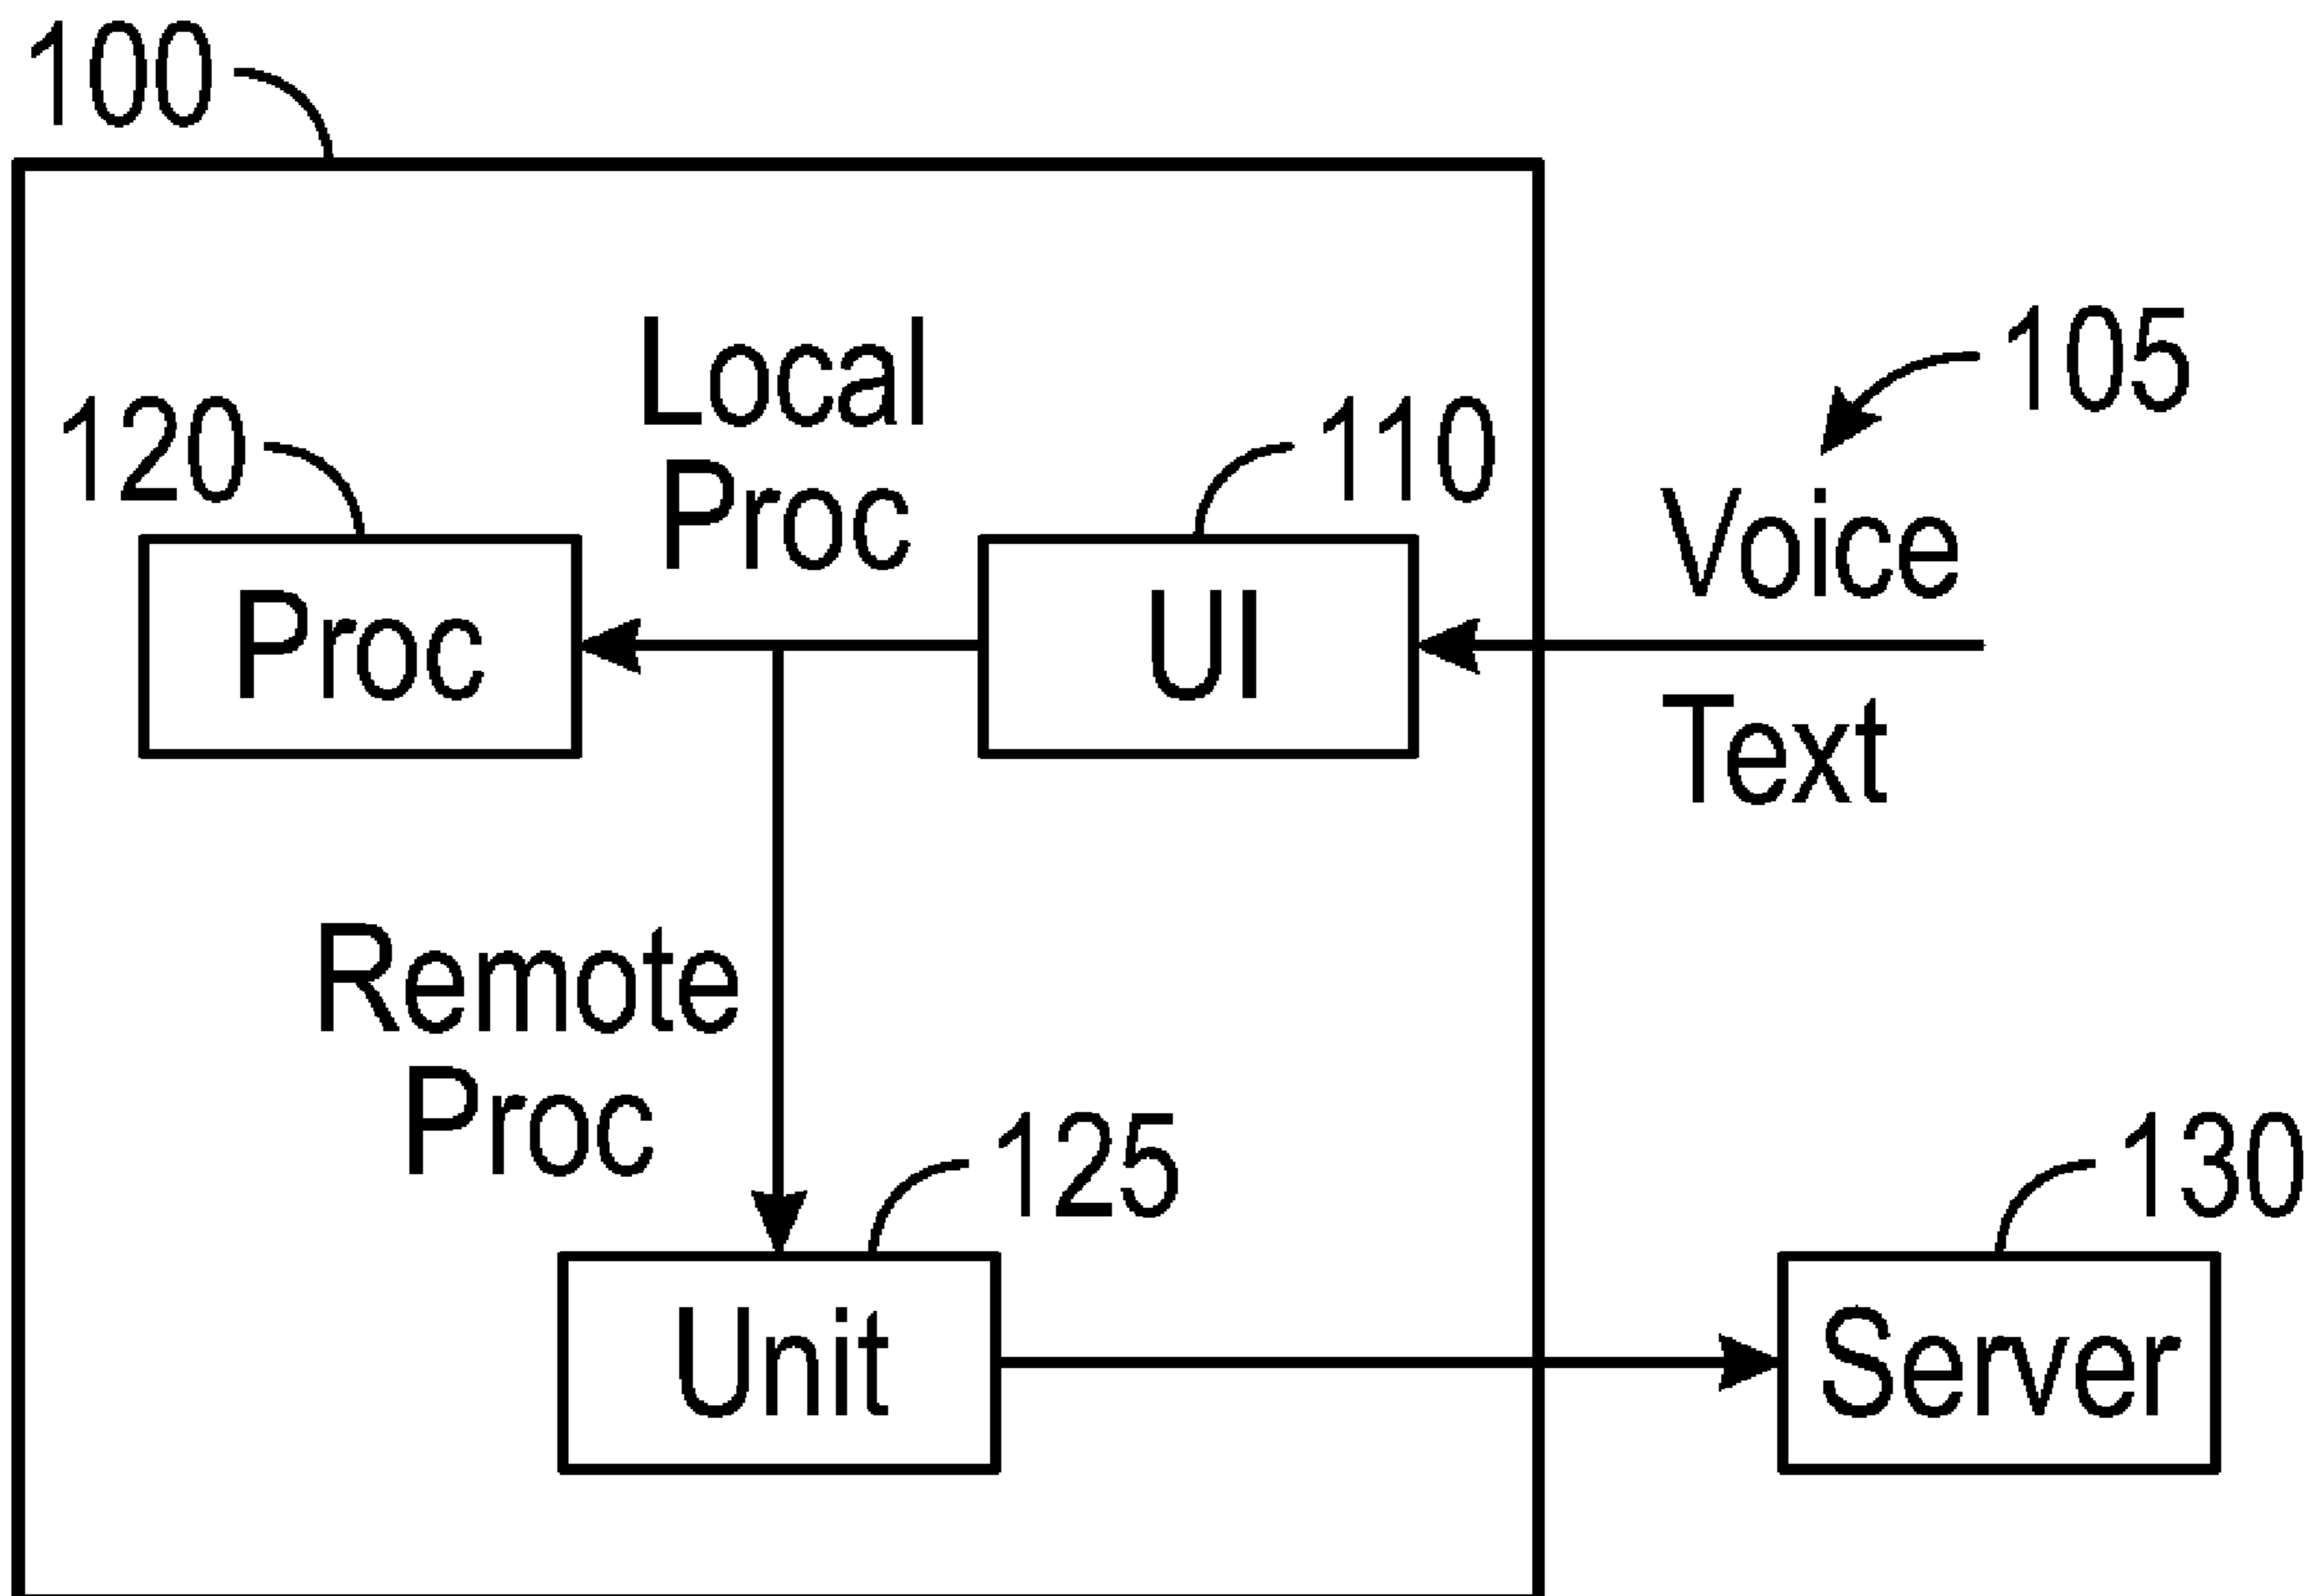 100
105
Local
Proc
120
110
Voice
Proc
UI
Text
Remote
Proc
125
130
Unit
Server